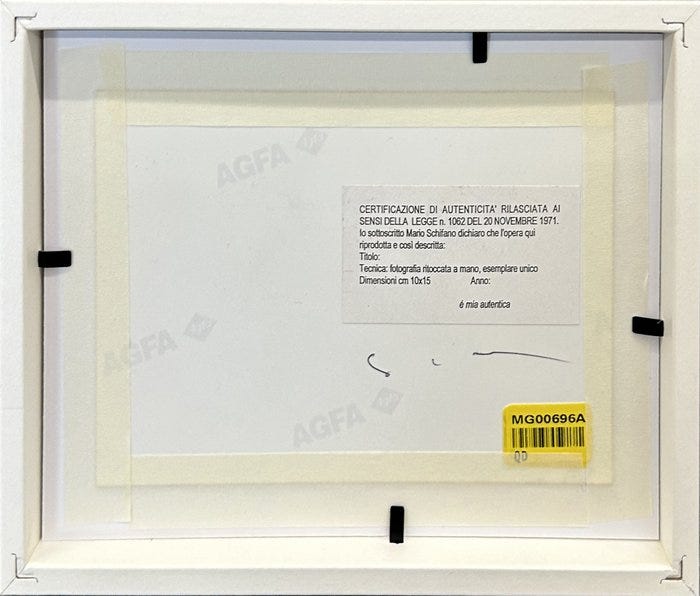 AGFA
CERTIFICAZIONE DI AUTENTICITA' RILASCIATA AI
SENSI DELLA LEGGE n. 1062 DEL 20 NOVEMBRE 1971.
Io sottoscritto Mario Schifano dichiaro che l'opera qui
riprodotta e così descritta:
Titolo:
Tecnica: fotografia ritoccata a mano, esemplare unico
Dimensioni cm 10x15 Anno:
é mia autentica
AGFA
AGFA
MG00696A
QD